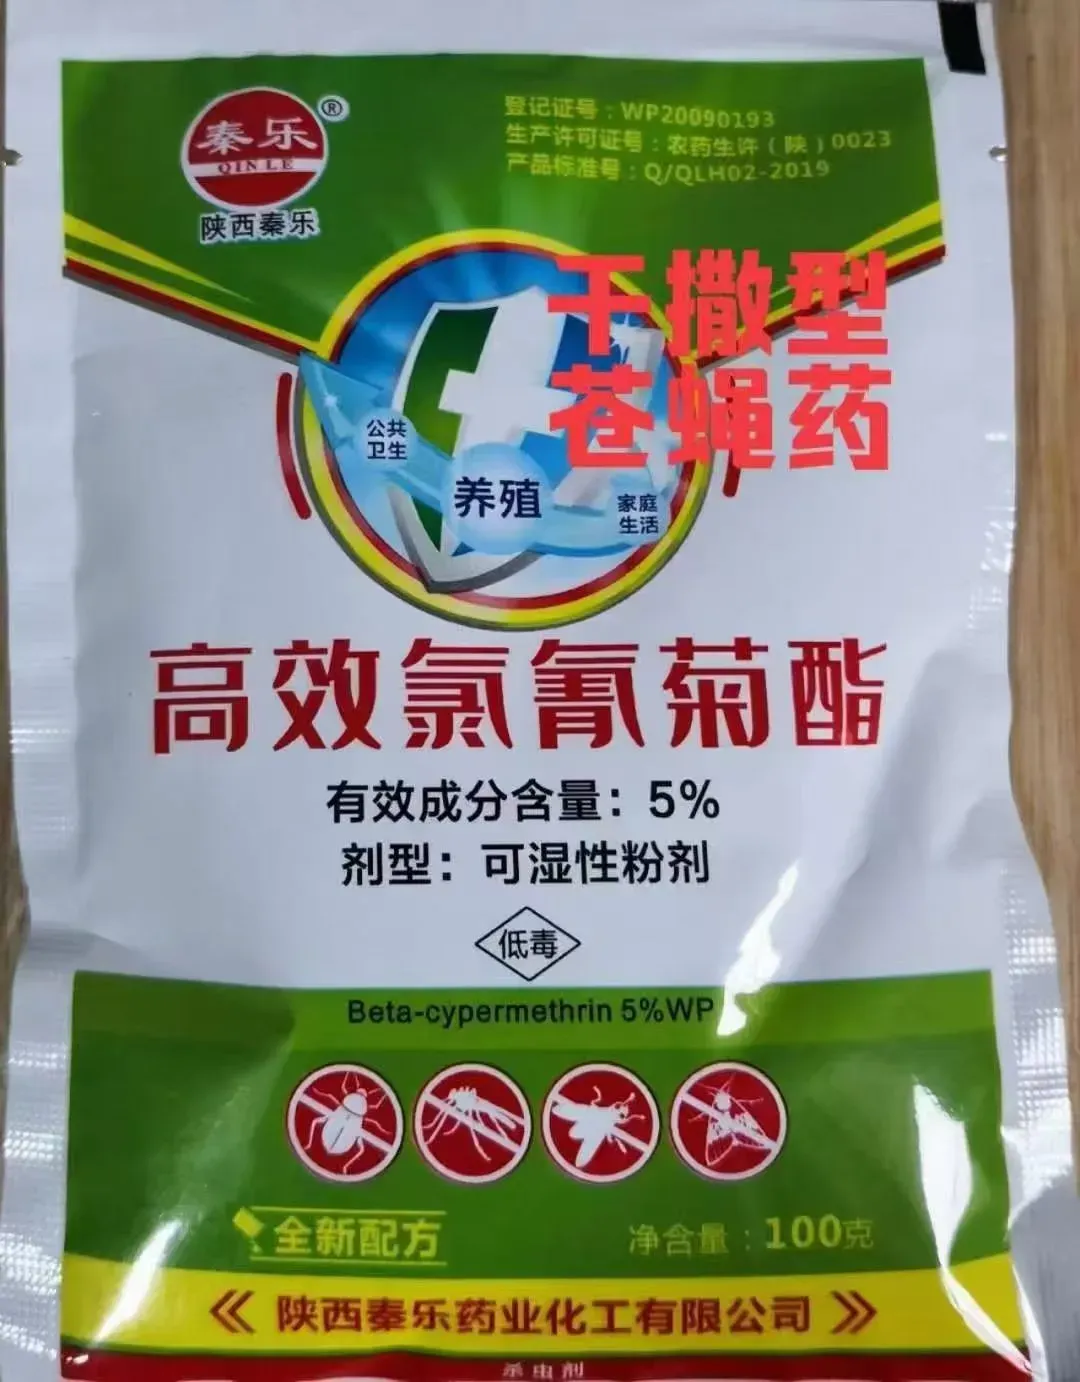 秦乐
®
QIN LE
陕西秦乐
登记证号：WP20090193
生产许可证号：农药生许（陕）0023
产品标准号：Q/QLH02-2019
干撒型
苍蝇药
公共
卫生
养殖
家庭
生活
高效氯氰菊酯
有效成分含量：5%
剂型：可湿性粉剂
低毒
Beta-cypermethrin 5%WP
全新配方
净含量：100克
《 陕西秦乐药业化工有限公司 》
杀虫剂